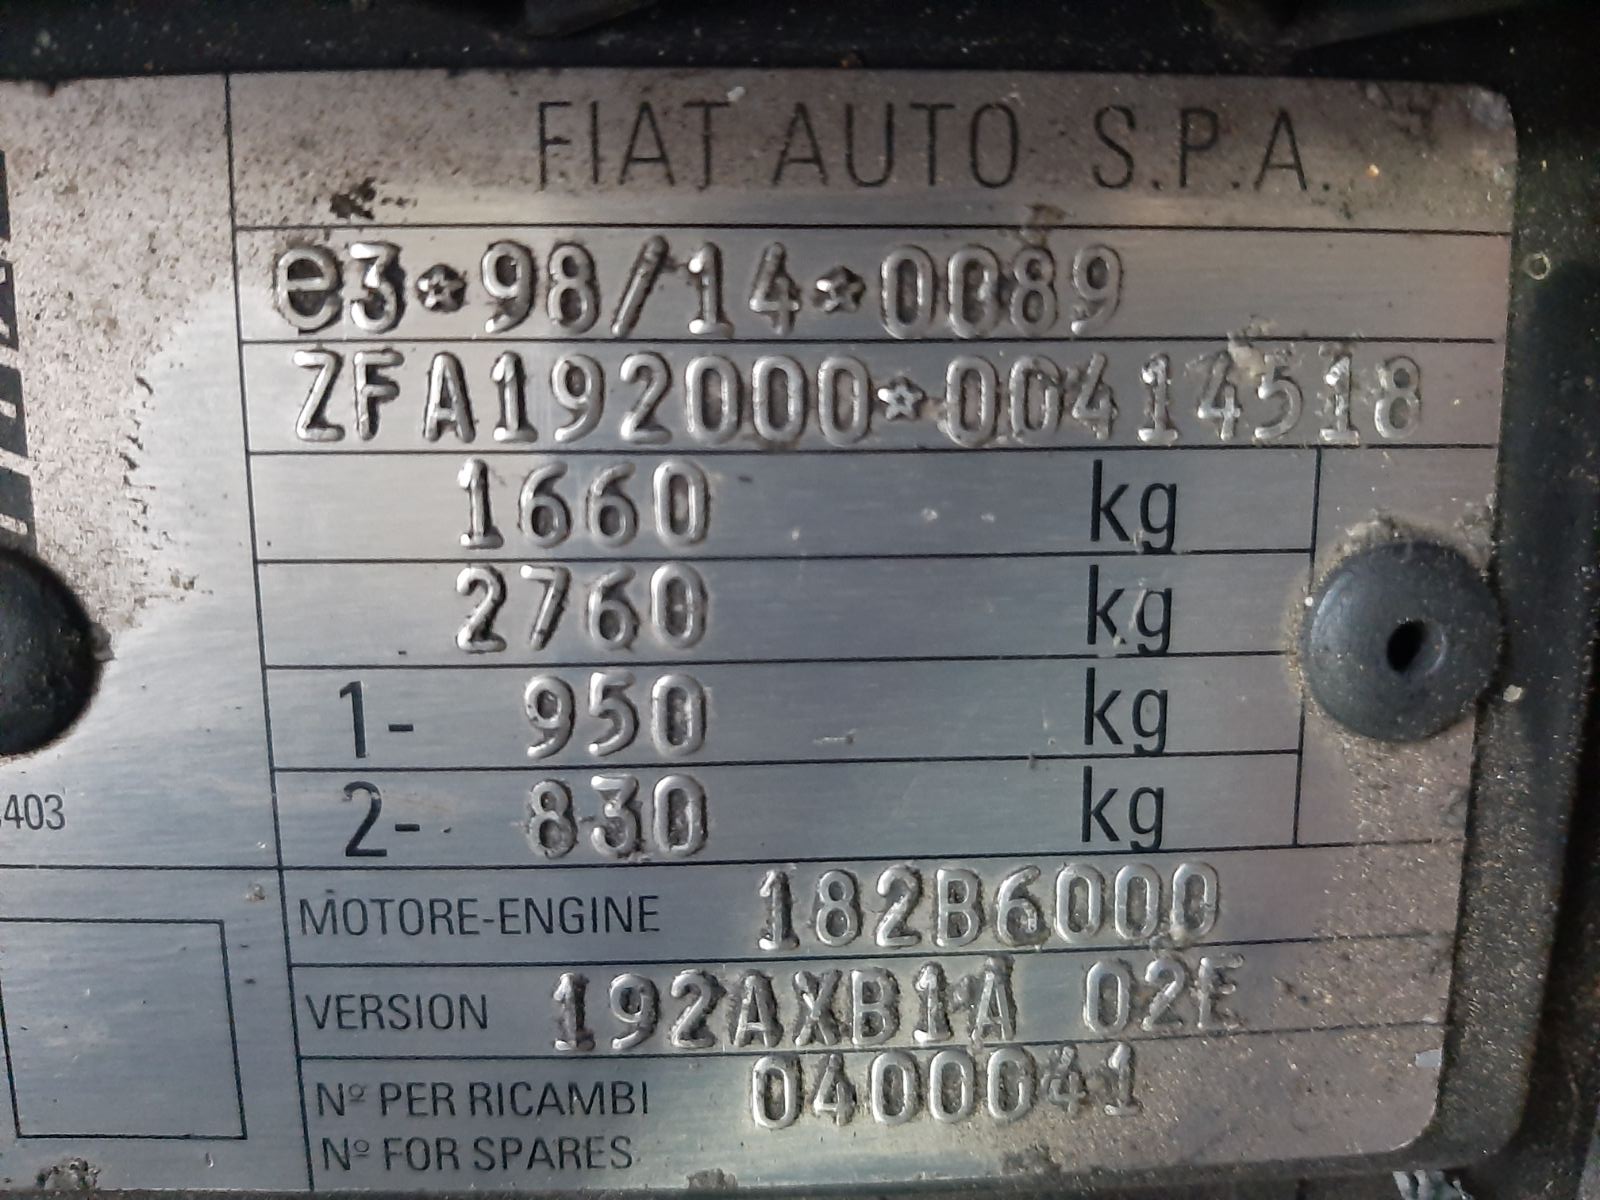 FIAT AUTO S.P.A.
e3*98/14*0089
ZFA192000*00414518
1660 kg
2760 kg
1- 950 kg
2- 830 kg
403
MOTORE-ENGINE 182B6000
VERSION 192AXB1A 02E
Nº PER RICAMBI 0400041
Nº FOR SPARES